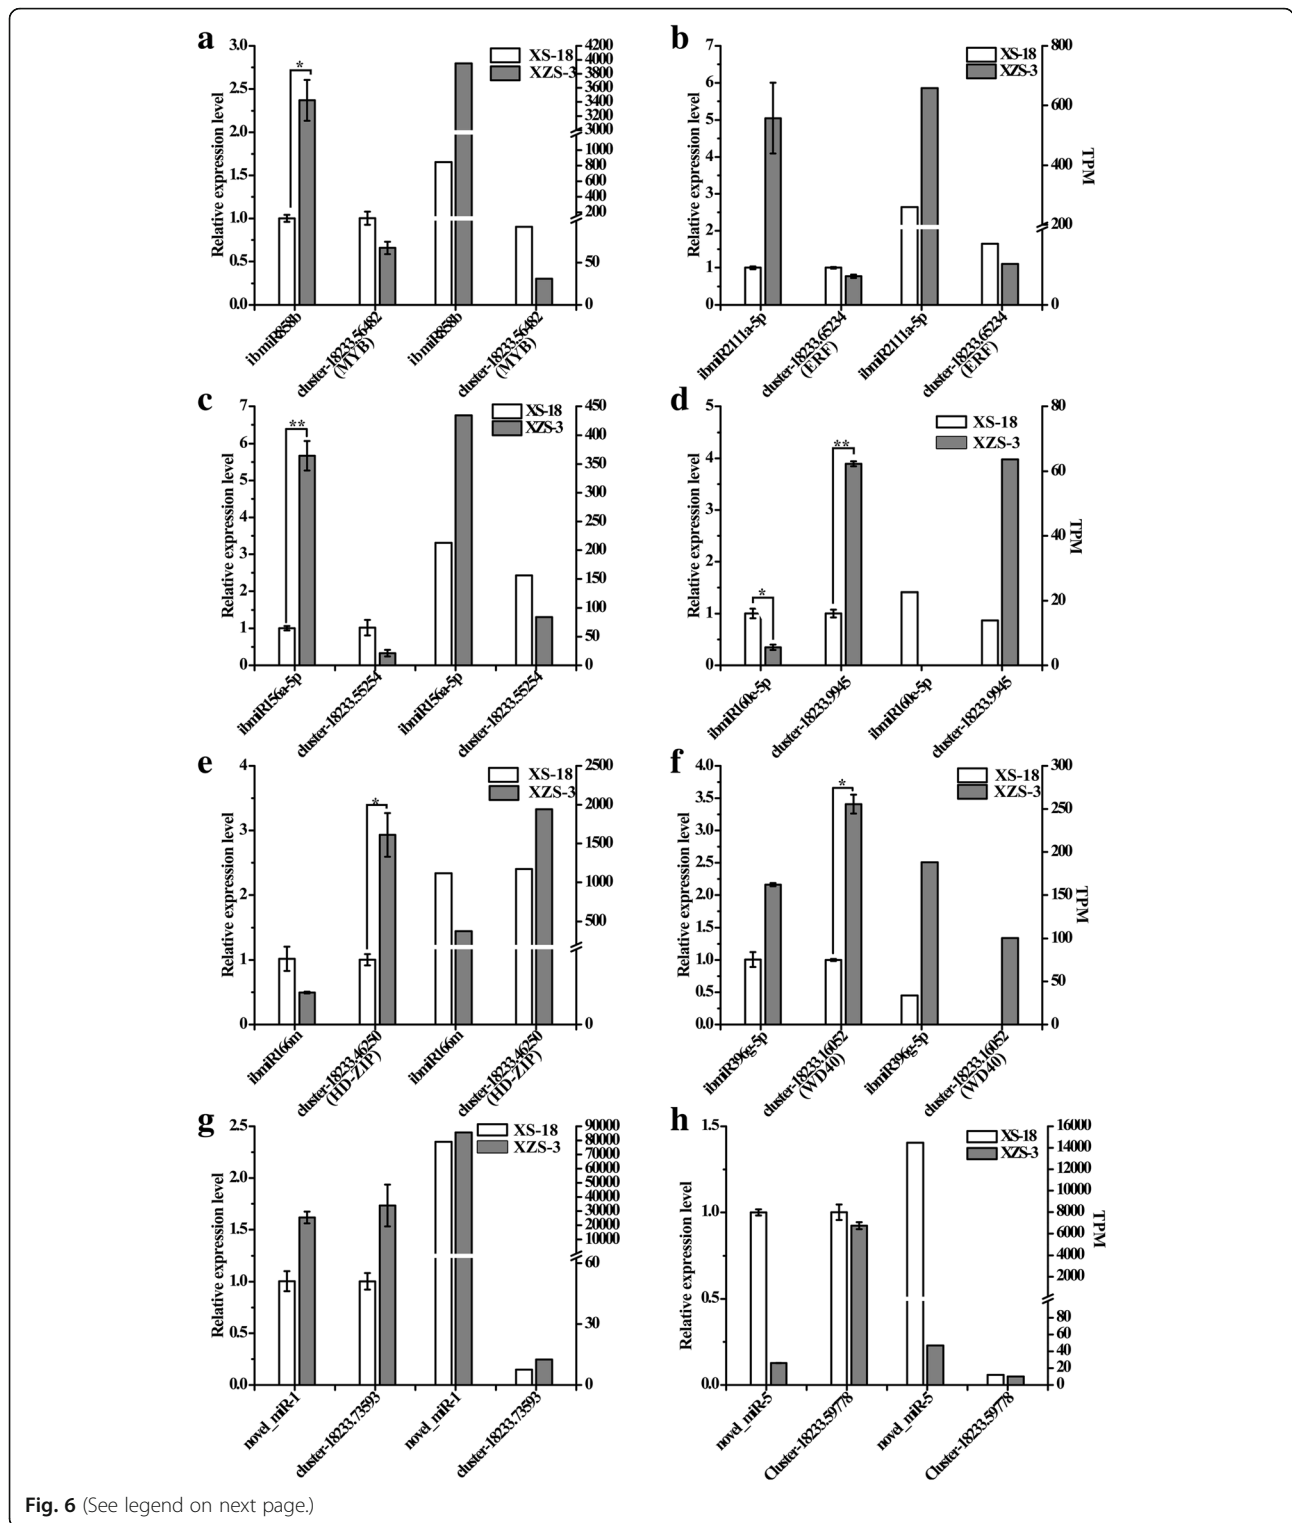 a
3.0
2.5
2.0
1.5
1.0
0.5
0.0
Relative expression level
XS-18
XZS-3
*
4200
4000
3800
3600
3400
3200
3000
1000
800
600
400
200
50
0
ibmiR858b
cluster-18233.56482
(MYB)
ibmiR858b
cluster-18233.56482
(MYB)
b
7
6
5
4
3
2
1
0
Relative expression level
XS-18
XZS-3
800
600
400
200
0
TPM
ibmiR2111a-5p
cluster-18233.65234
(ERF)
ibmiR2111a-5p
cluster-18233.65234
(ERF)
c
7
6
5
4
3
2
1
0
Relative expression level
XS-18
XZS-3
**
450
400
350
300
250
200
150
100
50
0
ibmiR156a-5p
cluster-18233.55254
ibmiR156a-5p
cluster-18233.55254
d
5
4
3
2
1
0
Relative expression level
XS-18
XZS-3
*
**
80
60
40
20
0
TPM
ibmiR160e-5p
cluster-18233.9945
ibmiR160e-5p
cluster-18233.9945
e
4
3
2
1
0
Relative expression level
XS-18
XZS-3
*
2500
2000
1500
1000
500
0
ibmiR166m
cluster-18233.46250
(HD-ZIP)
ibmiR166m
cluster-18233.46250
(HD-ZIP)
f
4.0
3.5
3.0
2.5
2.0
1.5
1.0
0.5
0.0
Relative expression level
XS-18
XZS-3
*
300
250
200
150
100
50
0
TPM
ibmiR396g-5p
cluster-18233.16052
(WD40)
ibmiR396g-5p
cluster-18233.16052
(WD40)
g
2.5
2.0
1.5
1.0
0.5
0.0
Relative expression level
XS-18
XZS-3
90000
80000
70000
60000
50000
40000
30000
20000
10000
60
30
0
novel_miR-1
cluster-18233.73593
novel_miR-1
cluster-18233.73593
h
1.5
1.0
0.5
0.0
Relative expression level
XS-18
XZS-3
16000
14000
12000
10000
8000
6000
4000
2000
80
60
40
20
0
TPM
novel_miR-5
Cluster-18233.59778
novel_miR-5
Cluster-18233.59778
Fig. 6 (See legend on next page.)